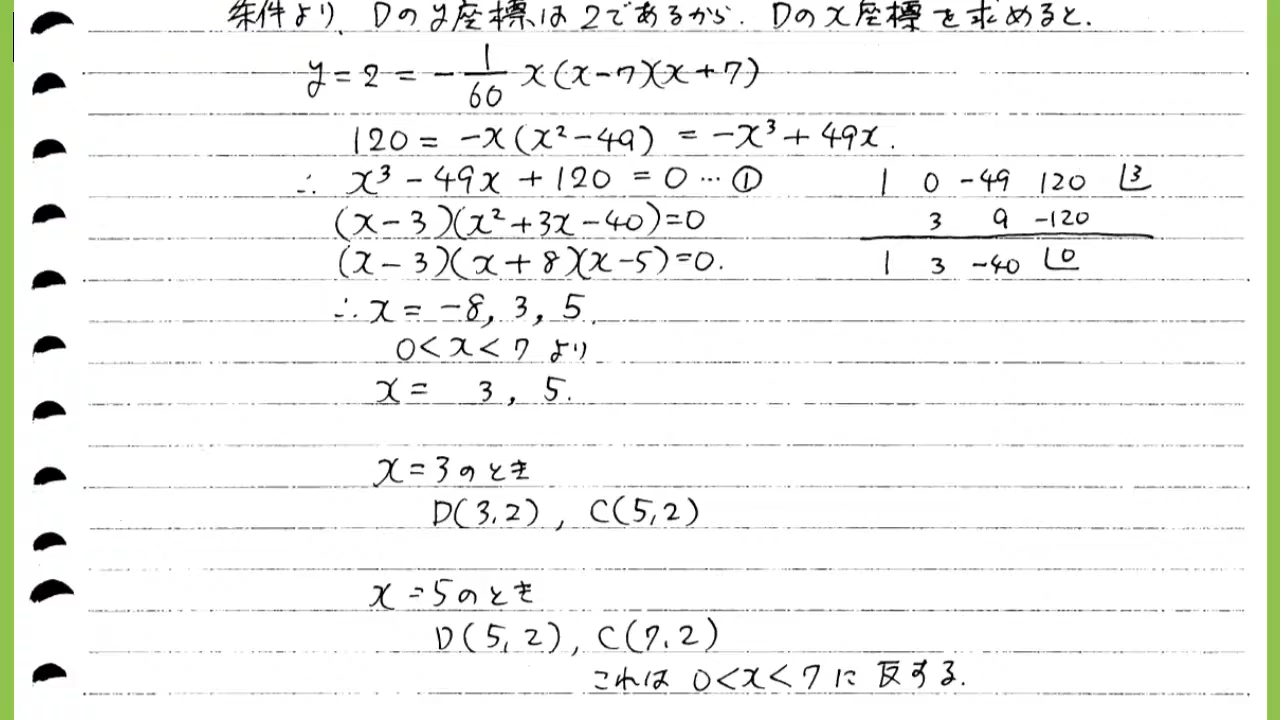 条件より、Dのy座標は2であるから、Dのx座標を求めると、
y = 2 = -1/60 x(x-7)(x+7)
120 = -x(x²-49) = -x³+49x.
∴ x³-49x+120=0 … ①
(x-3)(x²+3x-40)=0
(x-3)(x+8)(x-5)=0.
∴ x = -8, 3, 5.
0<x<7 より
x = 3, 5.
1 0 -49 120 |3
3 9 -120
1 3 -40 |0
x=3のとき
D(3,2), C(5,2)
x=5のとき
D(5,2), C(7,2)
これは 0<x<7 に反する.